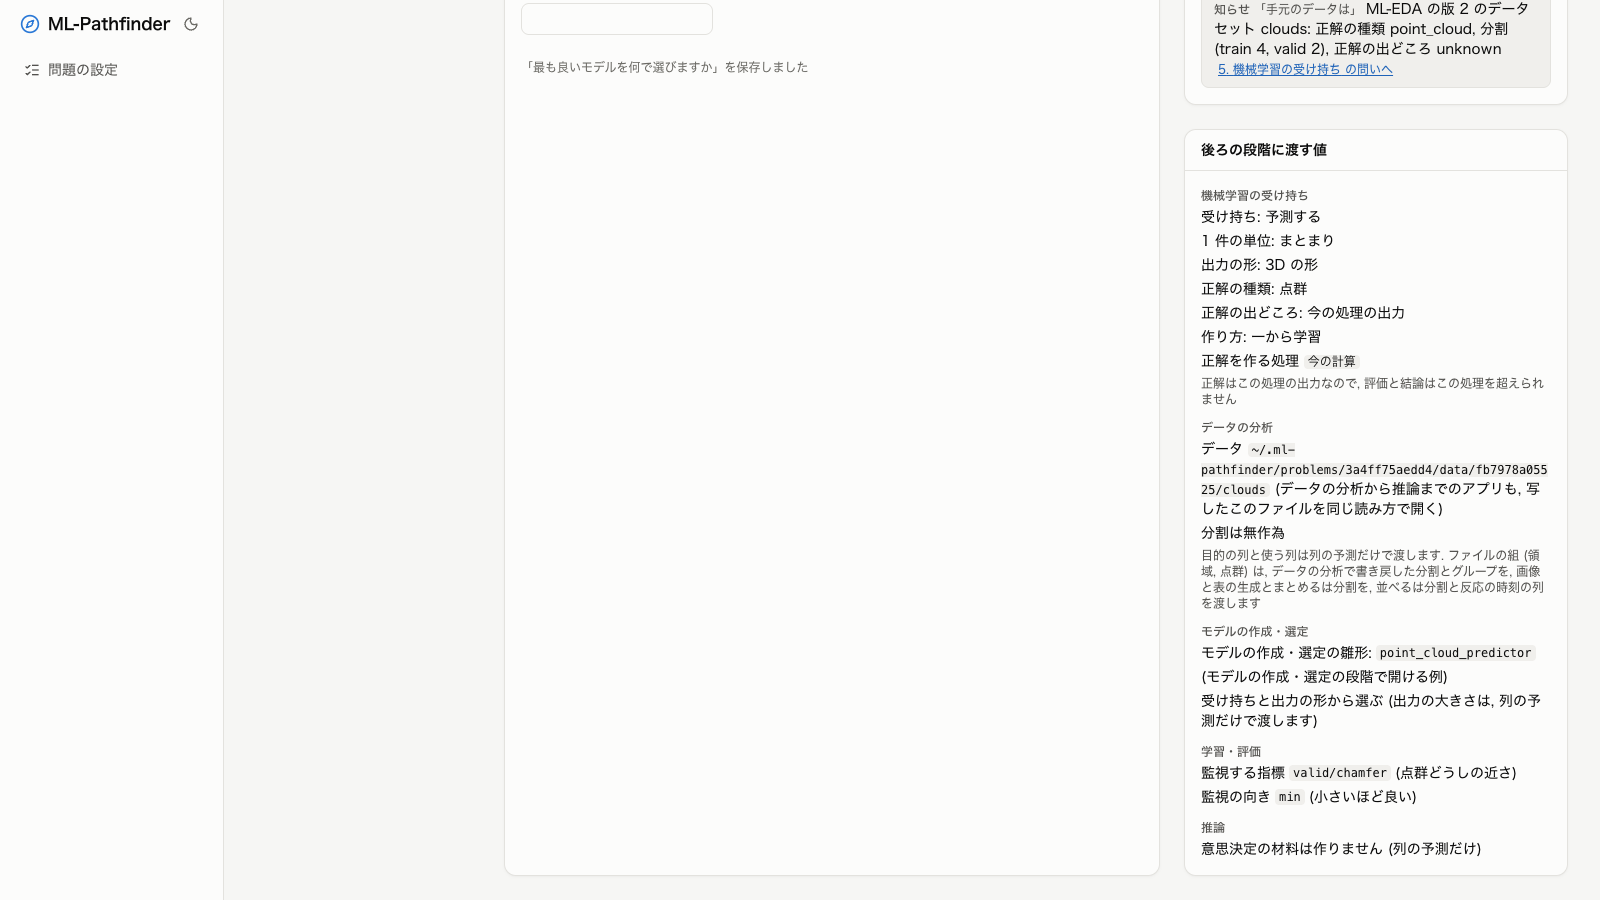 ML-Pathfinder
問題の設定
「最も良いモデルを何で選びますか」を保存しました
知らせ 「手元のデータは」 ML-EDA の版 2 のデータ
セット clouds: 正解の種類 point_cloud, 分割
(train 4, valid 2), 正解の出どころ unknown
5. 機械学習の受け持ち の問いへ
後ろの段階に渡す値
機械学習の受け持ち
受け持ち: 予測する
1 件の単位: まとまり
出力の形: 3D の形
正解の種類: 点群
正解の出どころ: 今の処理の出力
作り方: 一から学習
正解を作る処理 今の計算
正解はこの処理の出力なので, 評価と結論はこの処理を超えられ
ません
データの分析
データ ~/.ml-
pathfinder/problems/3a4ff75aedd4/data/fb7978a055
25/clouds (データの分析から推論までのアプリも, 写
したこのファイルを同じ読み方で開く)
分割は無作為
目的の列と使う列は列の予測だけで渡します. ファイルの組 (領
域, 点群) は, データの分析で書き戻した分割とグループを, 画像
と表の生成とまとめるは分割を, 並べるは分割と反応の時刻の列
を渡します
モデルの作成・選定
モデルの作成・選定の雛形: point_cloud_predictor
(モデルの作成・選定の段階で開ける例)
受け持ちと出力の形から選ぶ (出力の大きさは, 列の予
測だけで渡します)
学習・評価
監視する指標 valid/chamfer (点群どうしの近さ)
監視の向き min (小さいほど良い)
推論
意思決定の材料は作りません (列の予測だけ)